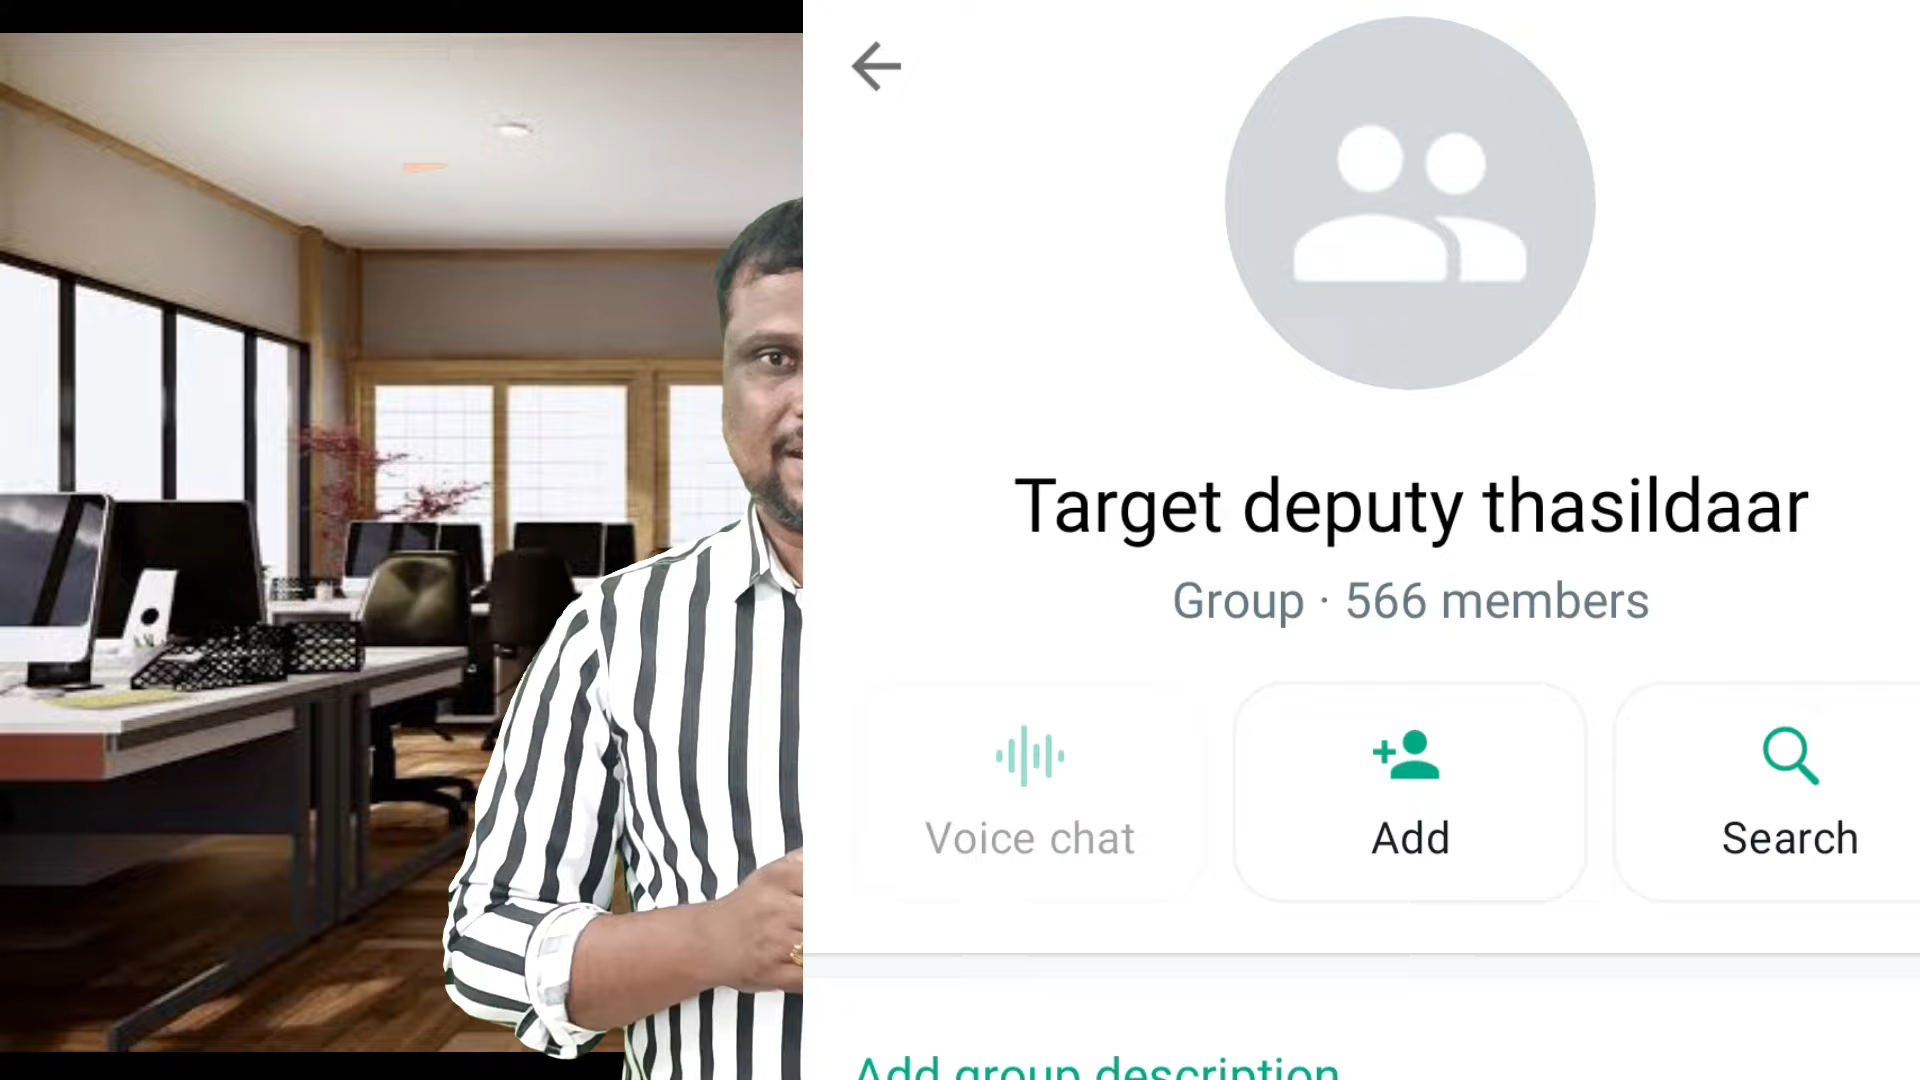 Target deputy thasildaar
Group · 566 members
Voice chat
Add
Search
Add group description